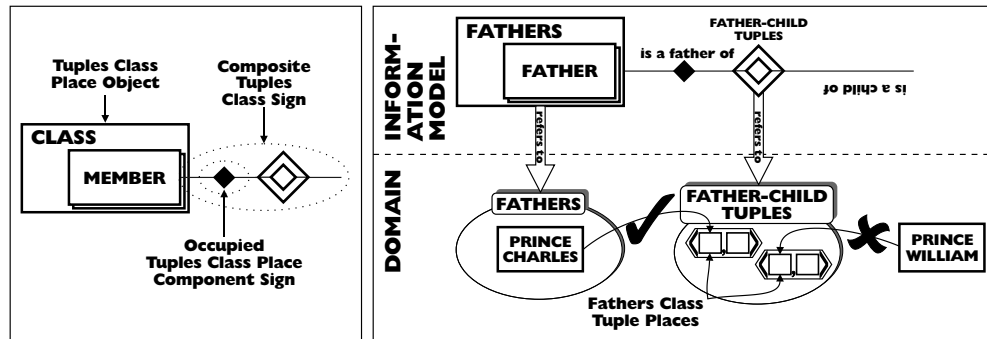 Tuples Class
Place Object
Composite
Tuples
Class Sign
CLASS
MEMBER
Occupied
Tuples Class Place
Component Sign
INFORM-
ATION
MODEL
FATHERS
FATHER
FATHER-CHILD
TUPLES
is a father of
is a child of
refers to
refers to
DOMAIN
FATHERS
PRINCE
CHARLES
FATHER-CHILD
TUPLES
,
,
PRINCE
WILLIAM
Fathers Class
Tuple Places